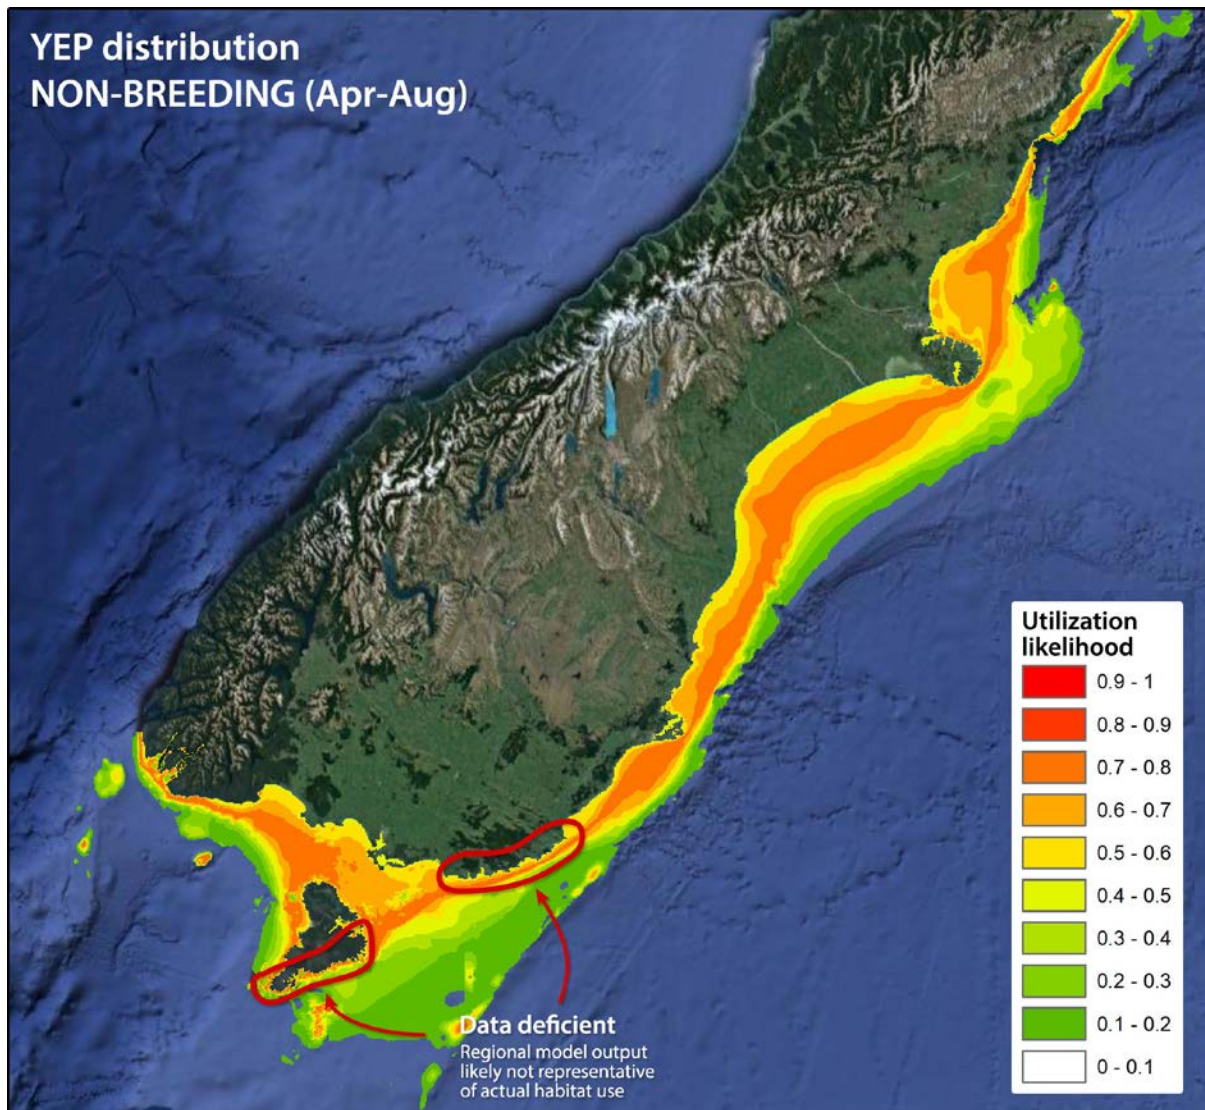 YEP distribution
NON-BREEDING (Apr-Aug)
Utilization
likelihood
0.9 - 1
0.8 - 0.9
0.7 - 0.8
0.6 - 0.7
0.5 - 0.6
0.4 - 0.5
0.3 - 0.4
0.2 - 0.3
0.1 - 0.2
0 - 0.1
Data deficient
Regional model output
likely not representative
of actual habitat use